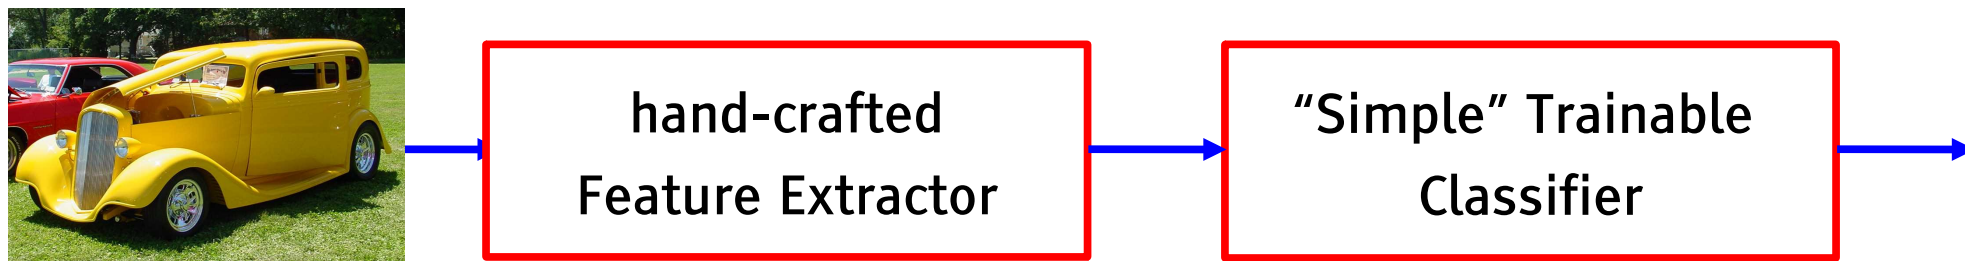 hand-crafted
Feature Extractor
“Simple” Trainable
Classifier